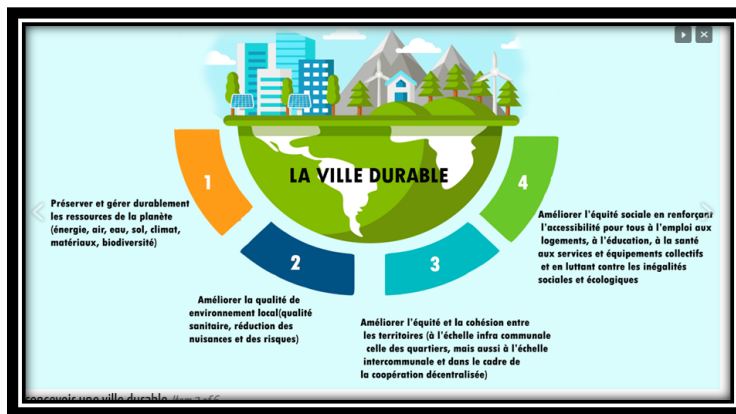 LA VILLE DURABLE
1
Préserver et gérer durablement
les ressources de la planète
(énergie, air, eau, sol, climat,
matériaux, biodiversité)
2
Améliorer la qualité de
environnement local(qualité
sanitaire, réduction des
nuisances et des risques)
3
Améliorer l'équité et la cohésion entre
les territoires (à l'échelle infra communale
celle des quartiers, mais aussi à l'échelle
intercommunale et dans le cadre de
la coopération décentralisée)
4
Améliorer l'équité sociale en renforçant
l'accessibilité pour tous à l'emploi aux
logements, à l'éducation, à la santé
aux services et équipements collectifs
et en luttant contre les inégalités
sociales et écologiques
concevoir une ville durable